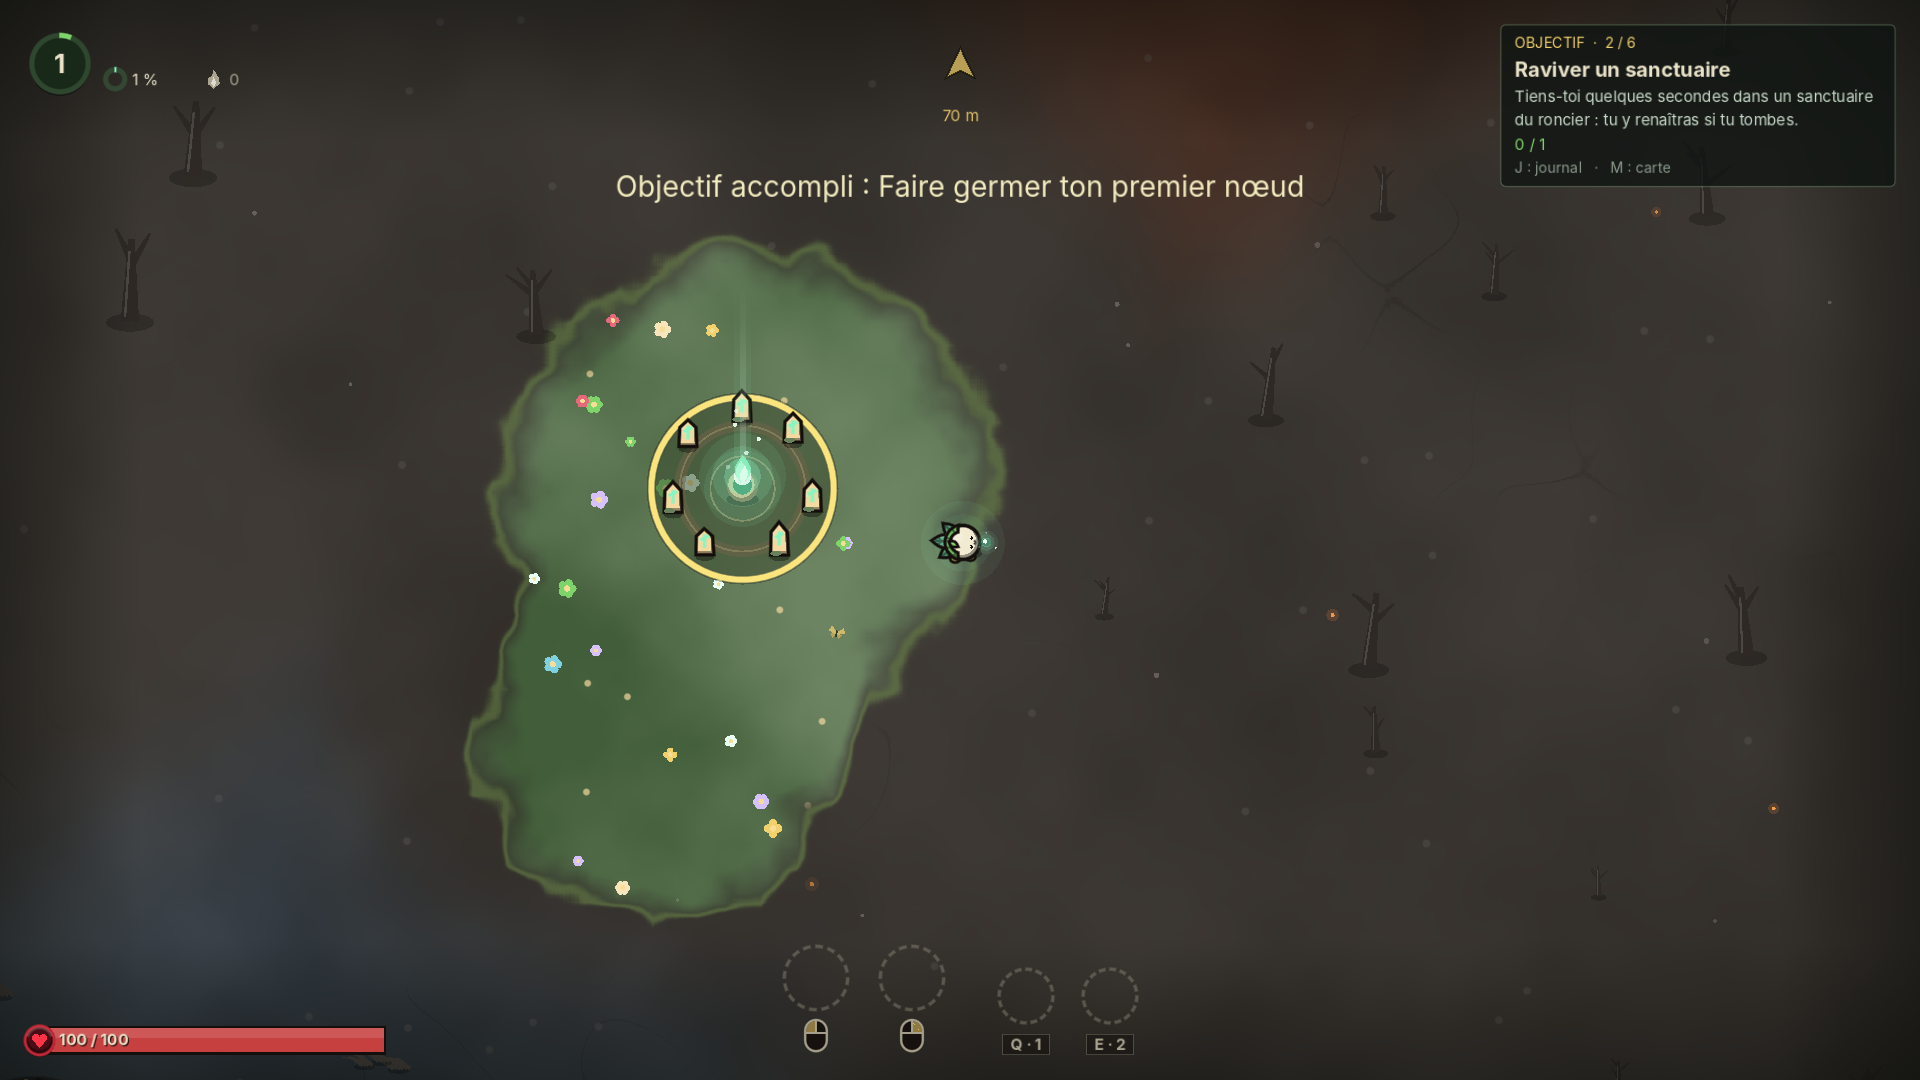 1
1 %
0
70 m
Objectif accompli : Faire germer ton premier nœud
OBJECTIF · 2 / 6
Raviver un sanctuaire
Tiens-toi quelques secondes dans un sanctuaire
du roncier : tu y renaîtras si tu tombes.
0 / 1
J : journal · M : carte
100 / 100
Q · 1
E · 2